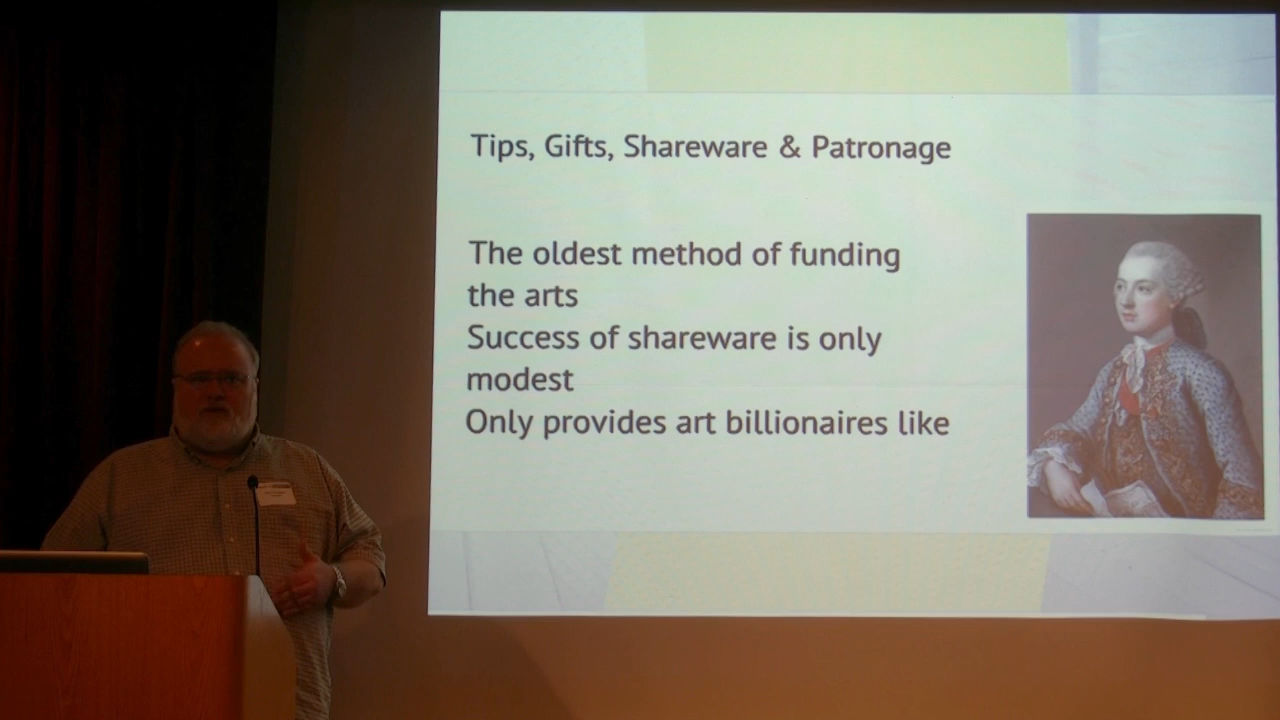 Tips, Gifts, Shareware & Patronage
The oldest method of funding
the arts
Success of shareware is only
modest
Only provides art billionaires like